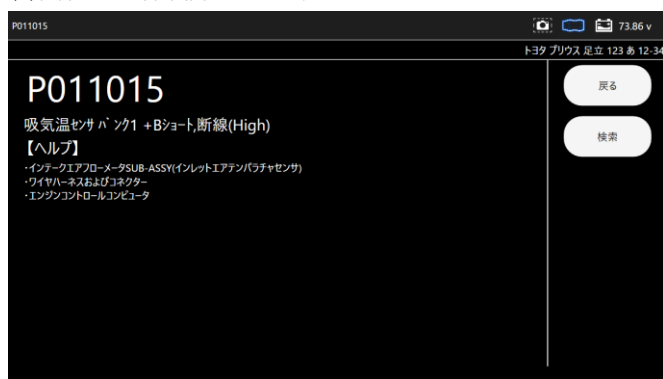 P011015
73.86 v
トヨタ プリウス 足立 123 あ 12-34
P011015
戻る
吸気温センサ バンク1 +Bショート,断線(High)
検索
【ヘルプ】
・インテークエアフローメータSUB-ASSY(インレットエアテンパラチャセンサ)
・ワイヤハーネスおよびコネクター
・エンジンコントロールコンピュータ